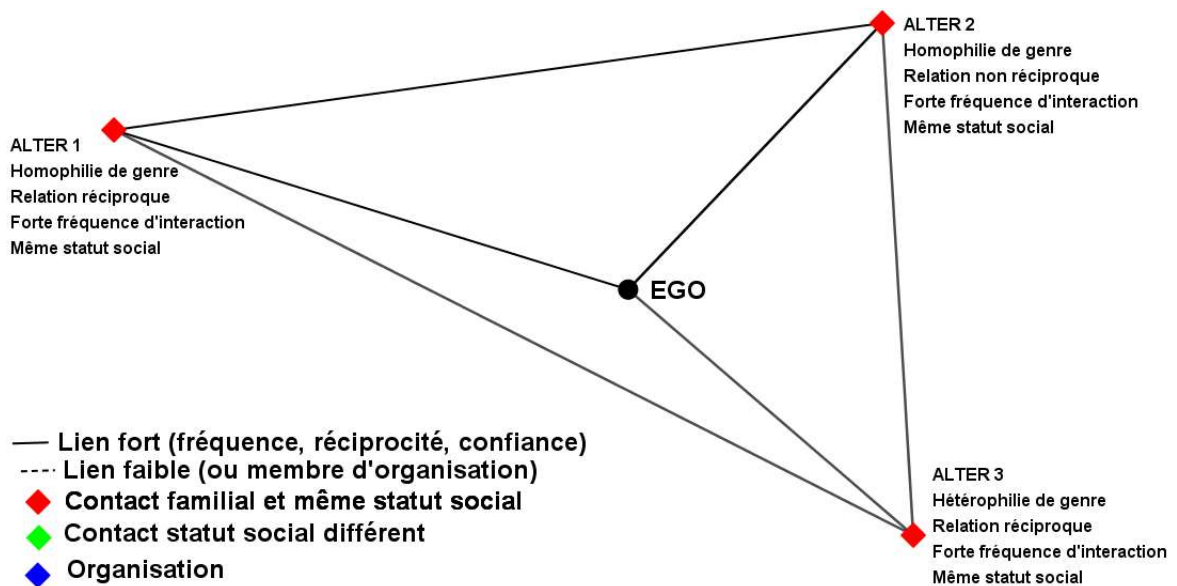 ALTER 2
Homophilie de genre
Relation non réciproque
Forte fréquence d'interaction
Même statut social
ALTER 1
Homophilie de genre
Relation réciproque
Forte fréquence d'interaction
Même statut social
EGO
Lien fort (fréquence, réciprocité, confiance)
Lien faible (ou membre d'organisation)
Contact familial et même statut social
Contact statut social différent
Organisation
ALTER 3
Hétérophilie de genre
Relation réciproque
Forte fréquence d'interaction
Même statut social